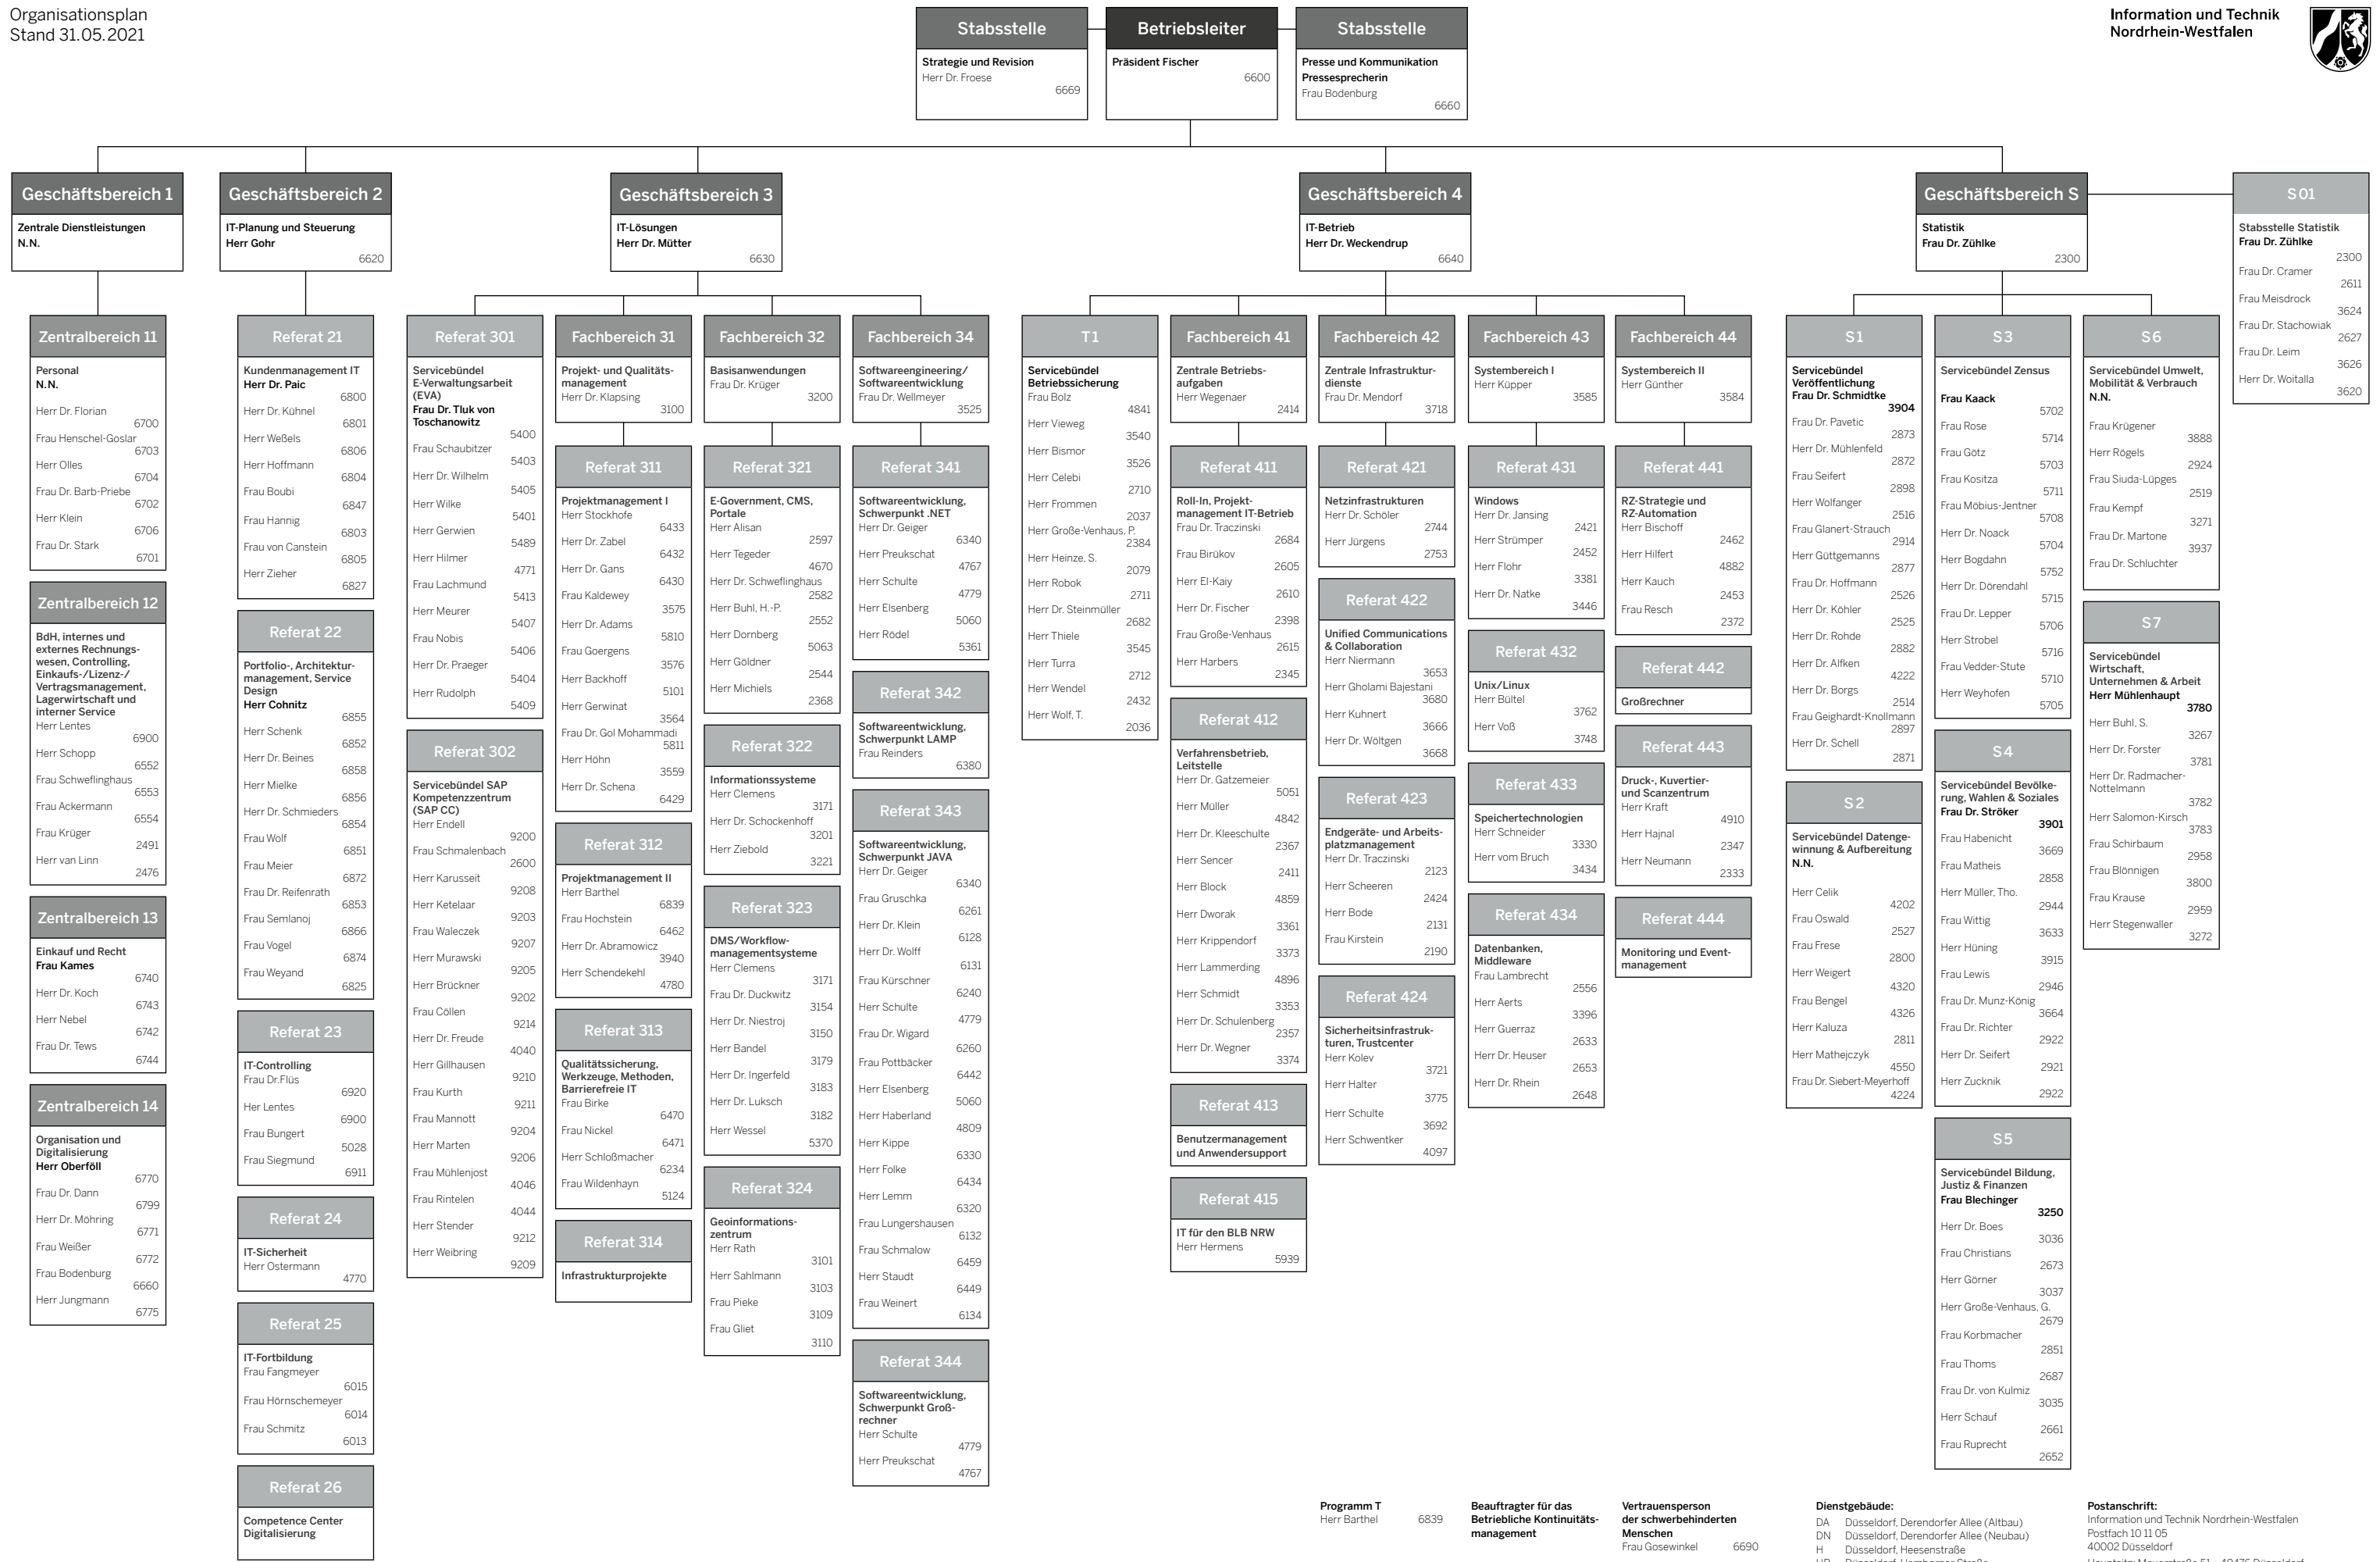 Organisationsplan
Stand 31.05.2021
Information und Technik
Nordrhein-Westfalen
Stabsstelle
Strategie und Revision
Herr Dr. Froese
6669
Betriebsleiter
Präsident Fischer
6600
Stabsstelle
Presse und Kommunikation
Pressesprecherin
Frau Bodenburg
6660
Geschäftsbereich 1
Zentrale Dienstleistungen
N.N.
Geschäftsbereich 2
IT-Planung und Steuerung
Herr Gohr
6620
Geschäftsbereich 3
IT-Lösungen
Herr Dr. Mütter
6630
Geschäftsbereich 4
IT-Betrieb
Herr Dr. Weckendrup
6640
Geschäftsbereich S
Statistik
Frau Dr. Zühlke
2300
S 01
Stabsstelle Statistik
Frau Dr. Zühlke
2300
Frau Dr. Cramer
2611
Frau Meisdrock
3624
Frau Dr. Stachowiak
2627
Frau Dr. Leim
3626
Herr Dr. Woitalla
3620
Zentralbereich 11
Personal
N.N.
Herr Dr. Florian
6700
Frau Henschel-Goslar
6703
Herr Olles
6704
Frau Dr. Barb-Priebe
6702
Herr Klein
6706
Frau Dr. Stark
6701
Zentralbereich 12
BdH, internes und
externes Rechnungs-
wesen, Controlling,
Einkaufs-/Lizenz-/
Vertragsmanagement,
Lagerwirtschaft und
interner Service
Herr Lentes
6900
Herr Schopp
6552
Frau Schweflinghaus
6553
Frau Ackermann
6554
Frau Krüger
2491
Herr van Linn
2476
Zentralbereich 13
Einkauf und Recht
Frau Kames
6740
Herr Dr. Koch
6743
Herr Nebel
6742
Frau Dr. Tews
6744
Zentralbereich 14
Organisation und
Digitalisierung
Herr Oberföll
6770
Frau Dr. Dann
6799
Herr Dr. Möhring
6771
Frau Weißer
6772
Frau Bodenburg
6660
Herr Jungmann
6775
Referat 21
Kundenmanagement IT
Herr Dr. Paic
6800
Herr Dr. Kühnel
6801
Herr Weßels
6806
Herr Hoffmann
6804
Frau Boubi
6847
Frau Hannig
6803
Frau von Canstein
6805
Herr Zieher
6827
Referat 22
Portfolio-, Architektur-
management, Service
Design
Herr Cohnitz
6855
Herr Schenk
6852
Herr Dr. Beines
6858
Herr Mielke
6856
Herr Dr. Schmieders
6854
Frau Wolf
6851
Frau Meier
6872
Frau Dr. Reifenrath
6853
Frau Semlanoj
6866
Frau Vogel
6874
Frau Weyand
6825
Referat 23
IT-Controlling
Frau Dr.Flüs
6920
Her Lentes
6900
Frau Bungert
5028
Frau Siegmund
6911
Referat 24
IT-Sicherheit
Herr Ostermann
4770
Referat 25
IT-Fortbildung
Frau Fangmeyer
6015
Frau Hörnschemeyer
6014
Frau Schmitz
6013
Referat 26
Competence Center
Digitalisierung
Referat 301
Servicebündel
E-Verwaltungsarbeit
(EVA)
Frau Dr. Tluk von
Toschanowitz
5400
Frau Schaubitzer
5403
Herr Dr. Wilhelm
5405
Herr Wilke
5401
Herr Gerwien
5489
Herr Hilmer
4771
Frau Lachmund
5413
Herr Meurer
5407
Frau Nobis
5406
Herr Dr. Praeger
5404
Herr Rudolph
5409
Referat 302
Servicebündel SAP
Kompetenzzentrum
(SAP CC)
Herr Endell
9200
Frau Schmalenbach
2600
Herr Karusseit
9208
Herr Ketelaar
9203
Frau Waleczek
9207
Herr Murawski
9205
Herr Brückner
9202
Frau Cöllen
9214
Herr Dr. Freude
4040
Herr Gillhausen
9210
Frau Kurth
9211
Frau Mannott
9204
Herr Marten
9206
Frau Mühlenjost
4046
Frau Rintelen
4044
Herr Stender
9212
Herr Weibring
9209
Fachbereich 31
Projekt- und Qualitäts-
management
Herr Dr. Klapsing
3100
Referat 311
Projektmanagement I
Herr Stockhofe
6433
Herr Dr. Zabel
6432
Herr Dr. Gans
6430
Frau Kaldewey
3575
Herr Dr. Adams
5810
Frau Goergens
3576
Herr Backhoff
5101
Herr Gerwinat
3564
Frau Dr. Gol Mohammadi
5811
Herr Höhn
3559
Herr Dr. Schena
6429
Referat 312
Projektmanagement II
Herr Barthel
6839
Frau Hochstein
6462
Herr Dr. Abramowicz
3940
Herr Schendekehl
4780
Referat 313
Qualitätssicherung,
Werkzeuge, Methoden,
Barrierefreie IT
Frau Birke
6470
Frau Nickel
6471
Herr Schloßmacher
6234
Frau Wildenhayn
5124
Referat 314
Infrastrukturprojekte
Fachbereich 32
Basisanwendungen
Frau Dr. Krüger
3200
Referat 321
E-Government, CMS,
Portale
Herr Alisan
2597
Herr Tegeder
4670
Herr Dr. Schweflinghaus
2582
Herr Buhl, H.-P.
2552
Herr Dornberg
5063
Herr Göldner
2544
Herr Michiels
2368
Referat 322
Informationssysteme
Herr Clemens
3171
Herr Dr. Schockenhoff
3201
Herr Ziebold
3221
Referat 323
DMS/Workflow-
managementsysteme
Herr Clemens
3171
Frau Dr. Duckwitz
3154
Herr Dr. Niestroj
3150
Herr Bandel
3179
Herr Dr. Ingerfeld
3183
Herr Dr. Luksch
3182
Herr Wessel
5370
Referat 324
Geoinformations-
zentrum
Herr Rath
3101
Herr Sahlmann
3103
Frau Pieke
3109
Frau Gliet
3110
Fachbereich 34
Softwareengineering/
Softwareentwicklung
Frau Dr. Wellmeyer
3525
Referat 341
Softwareentwicklung,
Schwerpunkt .NET
Herr Dr. Geiger
6340
Herr Preukschat
4767
Herr Schulte
4779
Herr Elsenberg
5060
Herr Rödel
5361
Referat 342
Softwareentwicklung,
Schwerpunkt LAMP
Frau Reinders
6380
Referat 343
Softwareentwicklung,
Schwerpunkt JAVA
Herr Dr. Geiger
6340
Frau Gruschka
6261
Herr Dr. Klein
6128
Herr Dr. Wolff
6131
Frau Kürschner
6240
Herr Schulte
4779
Frau Dr. Wigard
6260
Frau Pottbäcker
6442
Herr Elsenberg
5060
Herr Haberland
4809
Herr Kippe
6330
Herr Folke
6434
Herr Lemm
6320
Frau Lungershausen
6132
Frau Schmalow
6459
Herr Staudt
6449
Frau Weinert
6134
Referat 344
Softwareentwicklung,
Schwerpunkt Groß-
rechner
Herr Schulte
4779
Herr Preukschat
4767
T 1
Servicebündel
Betriebssicherung
Frau Bolz
4841
Herr Vieweg
3540
Herr Bismor
3526
Herr Celebi
2710
Herr Frommen
2037
Herr Große-Venhaus, P.
2384
Herr Heinze, S.
2079
Herr Robok
2711
Herr Dr. Steinmüller
2682
Herr Thiele
3545
Herr Turra
2712
Herr Wendel
2432
Herr Wolf, T.
2036
Fachbereich 41
Zentrale Betriebs-
aufgaben
Herr Wegenaer
2414
Referat 411
Roll-In, Projekt-
management IT-Betrieb
Frau Dr. Traczinski
2684
Frau Birükov
2605
Herr El-Kaiy
2610
Herr Dr. Fischer
2398
Frau Große-Venhaus
2615
Herr Harbers
2345
Referat 412
Verfahrensbetrieb,
Leitstelle
Herr Dr. Gatzemeier
5051
Herr Müller
4842
Herr Dr. Kleeschulte
2367
Herr Sencer
2411
Herr Block
4859
Herr Dworak
3361
Herr Krippendorf
3373
Herr Lammerding
4896
Herr Schmidt
3353
Herr Dr. Schulenberg
2357
Herr Dr. Wegner
3374
Referat 413
Benutzermanagement
und Anwendersupport
Referat 415
IT für den BLB NRW
Herr Hermens
5939
Fachbereich 42
Zentrale Infrastruktur-
dienste
Frau Dr. Mendorf
3718
Referat 421
Netzinfrastrukturen
Herr Dr. Schöler
2744
Herr Jürgens
2753
Referat 422
Unified Communications
& Collaboration
Herr Niermann
3653
Herr Gholami Bajestani
3680
Herr Kuhnert
3666
Herr Dr. Wöltgen
3668
Referat 423
Endgeräte- und Arbeits-
platzmanagement
Herr Dr. Traczinski
2123
Herr Scheeren
2424
Herr Bode
2131
Frau Kirstein
2190
Referat 424
Sicherheitsinfrastruk-
turen, Trustcenter
Herr Kolev
3721
Herr Halter
3775
Herr Schulte
3692
Herr Schwentker
4097
Fachbereich 43
Systembereich I
Herr Küpper
3585
Referat 431
Windows
Herr Dr. Jansing
2421
Herr Strümper
2452
Herr Flohr
3381
Herr Dr. Natke
3446
Referat 432
Unix/Linux
Herr Bültel
3762
Herr Voß
3748
Referat 433
Speichertechnologien
Herr Schneider
3330
Herr vom Bruch
3434
Referat 434
Datenbanken,
Middleware
Frau Lambrecht
2556
Herr Aerts
3396
Herr Guerraz
2633
Herr Dr. Heuser
2653
Herr Dr. Rhein
2648
Fachbereich 44
Systembereich II
Herr Günther
3584
Referat 441
RZ-Strategie und
RZ-Automation
Herr Bischoff
2462
Herr Hilfert
4882
Herr Kauch
2453
Frau Resch
2372
Referat 442
Großrechner
Referat 443
Druck-, Kuvertier-
und Scanzentrum
Herr Kraft
4910
Herr Hajnal
2347
Herr Neumann
2333
Referat 444
Monitoring und Event-
management
S 1
Servicebündel
Veröffentlichung
Frau Dr. Schmidtke
3904
Frau Dr. Pavetic
2873
Herr Dr. Mühlenfeld
2872
Frau Seifert
2898
Herr Wolfanger
2516
Frau Glanert-Strauch
2914
Herr Güttgemanns
2877
Frau Dr. Hoffmann
2526
Herr Dr. Köhler
2525
Herr Dr. Rohde
2882
Herr Dr. Alfken
4222
Herr Dr. Borgs
2514
Frau Geighardt-Knollmann
2897
Herr Dr. Schell
2871
S 2
Servicebündel Datenge-
winnung & Aufbereitung
N.N.
Herr Celik
4202
Frau Oswald
2527
Frau Frese
2800
Herr Weigert
4320
Frau Bengel
4326
Herr Kaluza
2811
Herr Mathejczyk
4550
Frau Dr. Siebert-Meyerhoff
4224
S 3
Servicebündel Zensus
Frau Kaack
5702
Frau Rose
5714
Frau Götz
5703
Frau Kositza
5711
Frau Möbius-Jentner
5708
Herr Dr. Noack
5704
Herr Bogdahn
5752
Herr Dr. Dörendahl
5715
Frau Dr. Lepper
5706
Herr Strobel
5716
Frau Vedder-Stute
5710
Herr Weyhofen
5705
S 4
Servicebündel Bevölke-
rung, Wahlen & Soziales
Frau Dr. Ströker
3901
Frau Habenicht
3669
Frau Matheis
2858
Herr Müller, Tho.
2944
Frau Wittig
3633
Herr Hüning
3915
Frau Lewis
2946
Frau Dr. Munz-König
3664
Frau Dr. Richter
2922
Herr Dr. Seifert
2921
Herr Zucknik
2922
S 5
Servicebündel Bildung,
Justiz & Finanzen
Frau Blechinger
3250
Herr Dr. Boes
3036
Frau Christians
2673
Herr Görner
3037
Herr Große-Venhaus, G.
2679
Frau Korbmacher
2851
Frau Thoms
2687
Frau Dr. von Kulmiz
3035
Herr Schauf
2661
Frau Ruprecht
2652
S 6
Servicebündel Umwelt,
Mobilität & Verbrauch
N.N.
Frau Krügener
3888
Herr Rögels
2924
Frau Siuda-Lüpges
2519
Frau Kempf
3271
Frau Dr. Martone
3937
Frau Dr. Schluchter
S 7
Servicebündel
Wirtschaft,
Unternehmen & Arbeit
Herr Mühlenhaupt
3780
Herr Buhl, S.
3267
Herr Dr. Forster
3781
Herr Dr. Radmacher-
Nottelmann
3782
Herr Salomon-Kirsch
3783
Frau Schirbaum
2958
Frau Blönnigen
3800
Frau Krause
2959
Herr Stegenwaller
3272
Programm T
Herr Barthel 6839
Beauftragter für das
Betriebliche Kontinuitäts-
management
Vertrauensperson
der schwerbehinderten
Menschen
Frau Gosewinkel 6690
Dienstgebäude:
DA Düsseldorf, Derendorfer Allee (Altbau)
DN Düsseldorf, Derendorfer Allee (Neubau)
H Düsseldorf, Heesenstraße
Postanschrift:
Information und Technik Nordrhein-Westfalen
Postfach 10 11 05
40002 Düsseldorf